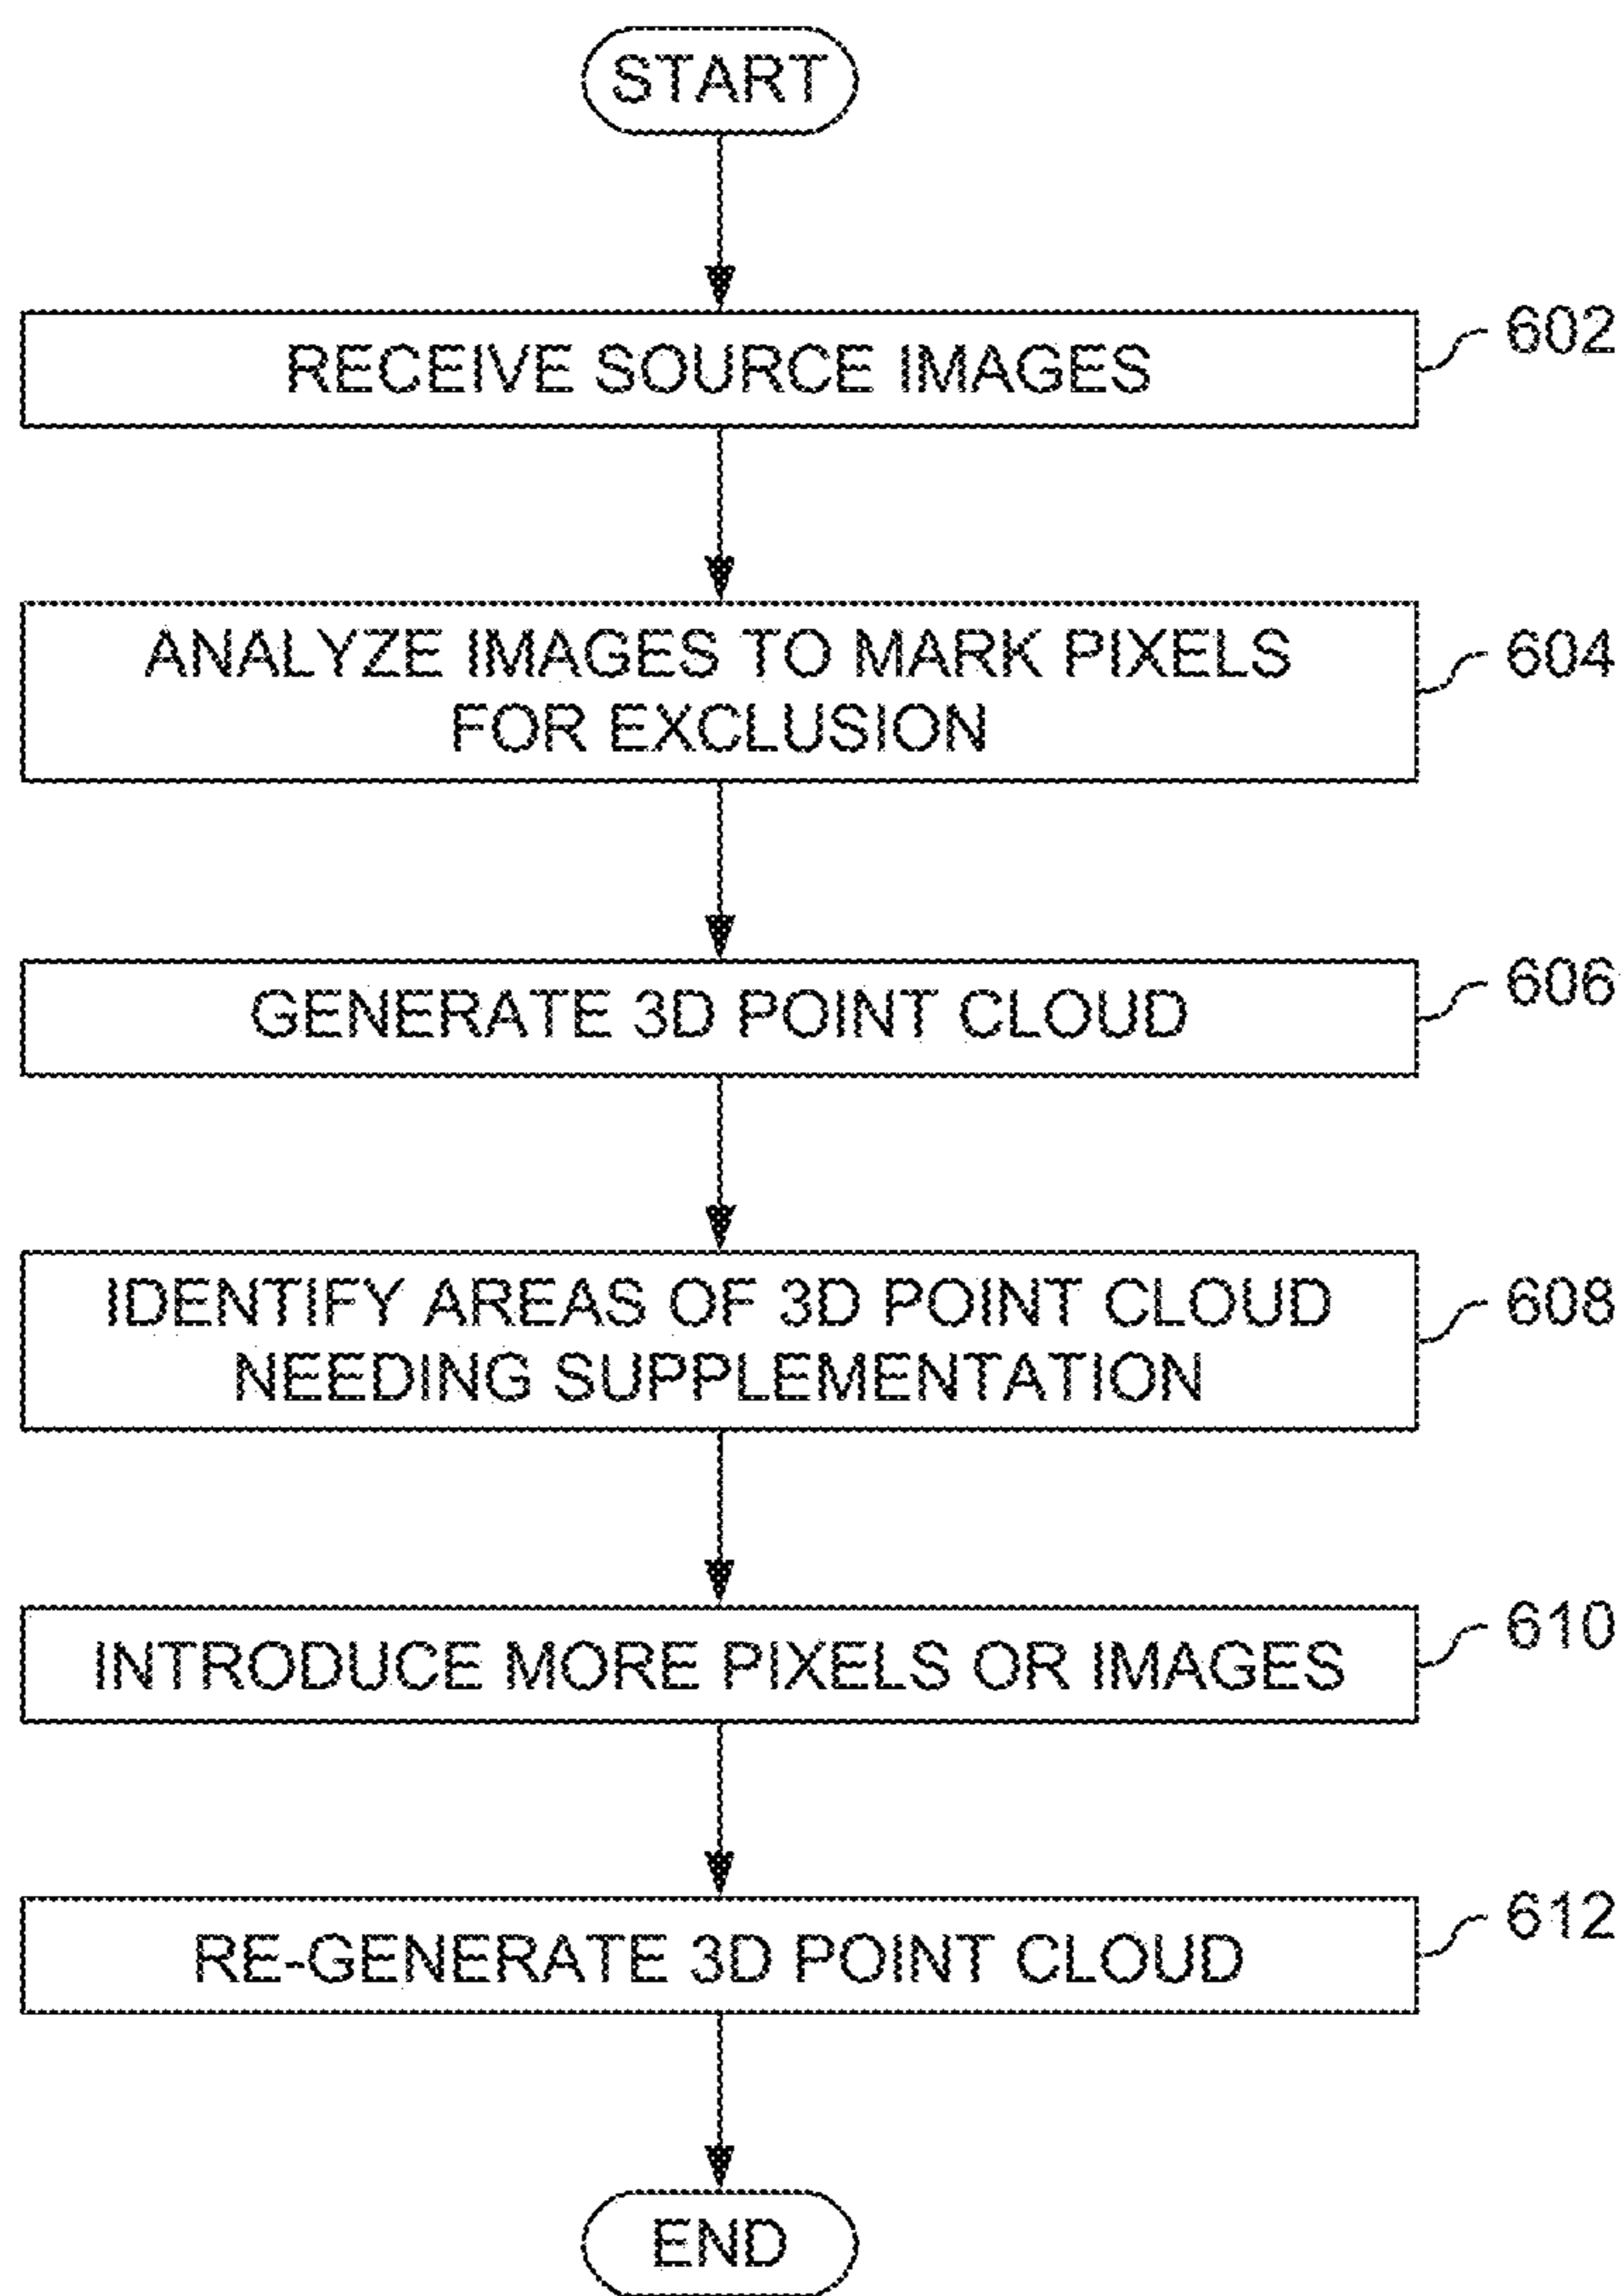 START
RECEIVE SOURCE IMAGES
602
ANALYZE IMAGES TO MARK PIXELS
FOR EXCLUSION
604
GENERATE 3D POINT CLOUD
606
IDENTIFY AREAS OF 3D POINT CLOUD
NEEDING SUPPLEMENTATION
608
INTRODUCE MORE PIXELS OR IMAGES
610
RE-GENERATE 3D POINT CLOUD
612
END